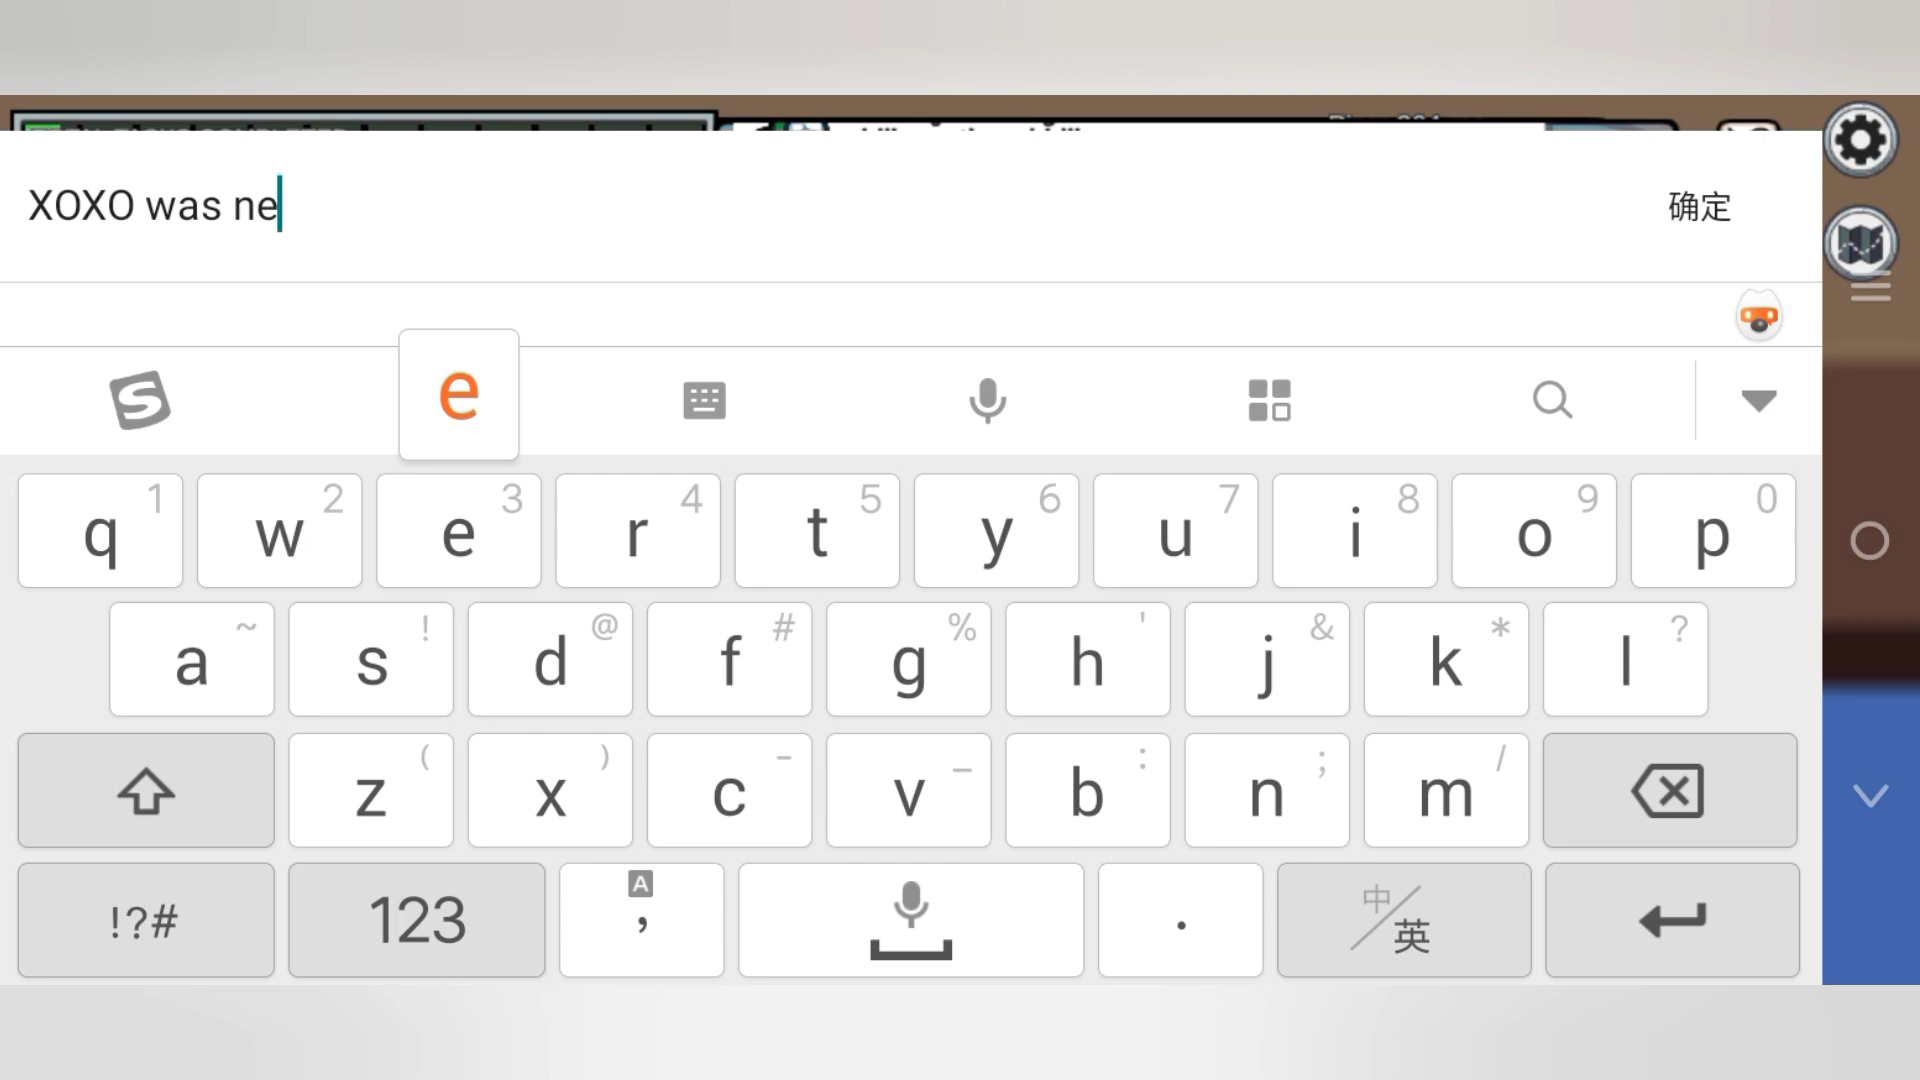 XOXO was ne
确定
e
1 2 3 4 5 6 7 8 9 0
q w e r t y u i o p
~ ! @ # % ' & * ?
a s d f g h j k l
( ) - _ : ; /
z x c v b n m
!?# 123 A , . 中/英